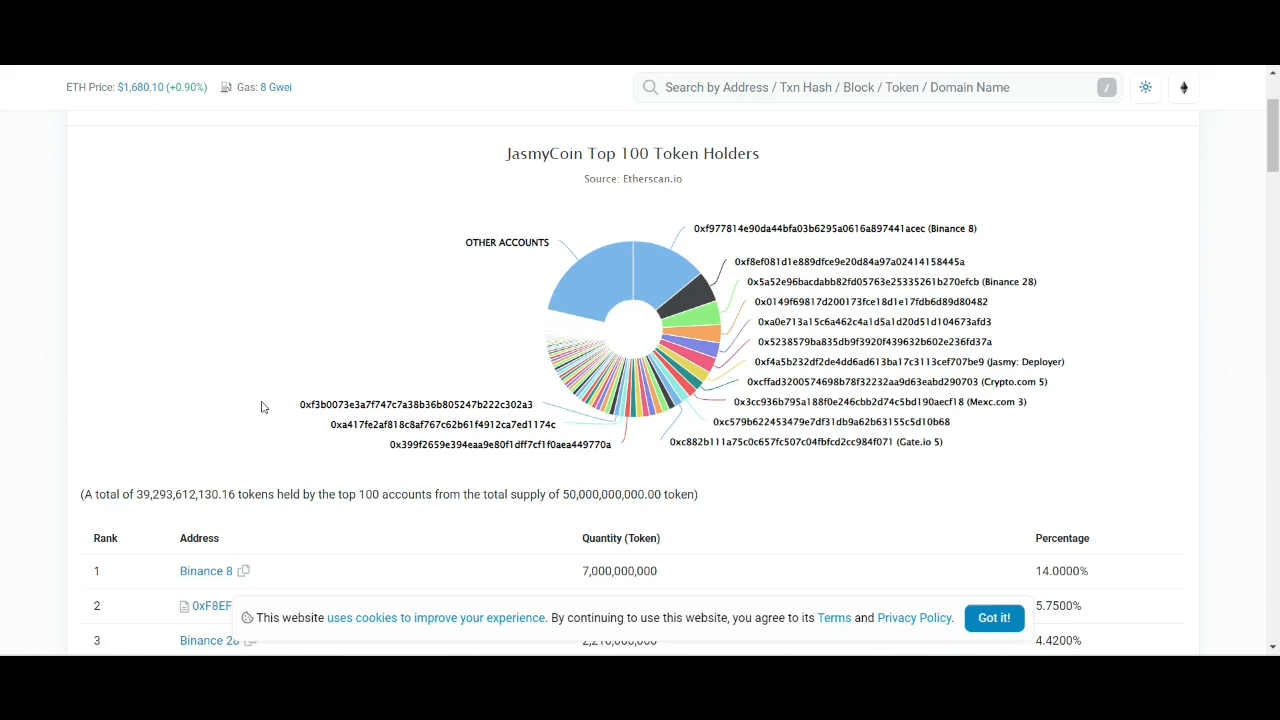 ETH Price: $1,680.10 (+0.90%) Gas: 8 Gwei
Search by Address / Txn Hash / Block / Token / Domain Name /
JasmyCoin Top 100 Token Holders
Source: Etherscan.io
OTHER ACCOUNTS
0xf977814e90da44bfa03b6295a0616a897441acec (Binance 8)
0xf8ef081d1e889dfce9e20d84a97a02414158445a
0x5a52e96bacdabb82fd05763e25335261b270efcb (Binance 28)
0x0149f69817d200173fce18d1e17fdb6d89d80482
0xa0e713a15c6a462c4a1d5a1d20d51d104673afd3
0x5238579ba835db9f3920f439632b602e236fd37a
0xf4a5b232df2de4dd6ad613ba17c3113cef707be9 (Jasmy: Deployer)
0xcffad3200574698b78f32232aa9d63eabd290703 (Crypto.com 5)
0x3cc936b795a188f0e246cbb2d74c5bd190aecf18 (Mexc.com 3)
0xc579b622453479e7df31db9a62b63155c5d10b68
0xc882b111a75c0c657fc507c04fbfcd2cc984f071 (Gate.io 5)
0xf3b0073e3a7f747c7a38b36b805247b222c302a3
0xa417fe2af818c8af767c62b61f4912ca7ed1174c
0x399f2659e394eaa9e80f1dff7cf1f0aea449770a
(A total of 39,293,612,130.16 tokens held by the top 100 accounts from the total supply of 50,000,000,000.00 token)
Rank Address Quantity (Token) Percentage
1 Binance 8 7,000,000,000 14.0000%
2 0xF8EF 5.7500%
This website uses cookies to improve your experience. By continuing to use this website, you agree to its Terms and Privacy Policy. Got it!
3 Binance 28 2,210,000,000 4.4200%